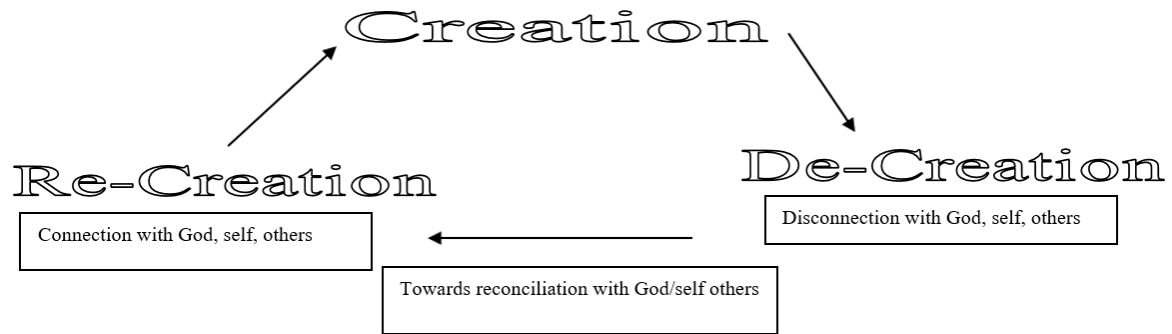 Creation
Re-Creation
De-Creation
Connection with God, self, others
Disconnection with God, self, others
Towards reconciliation with God/self others